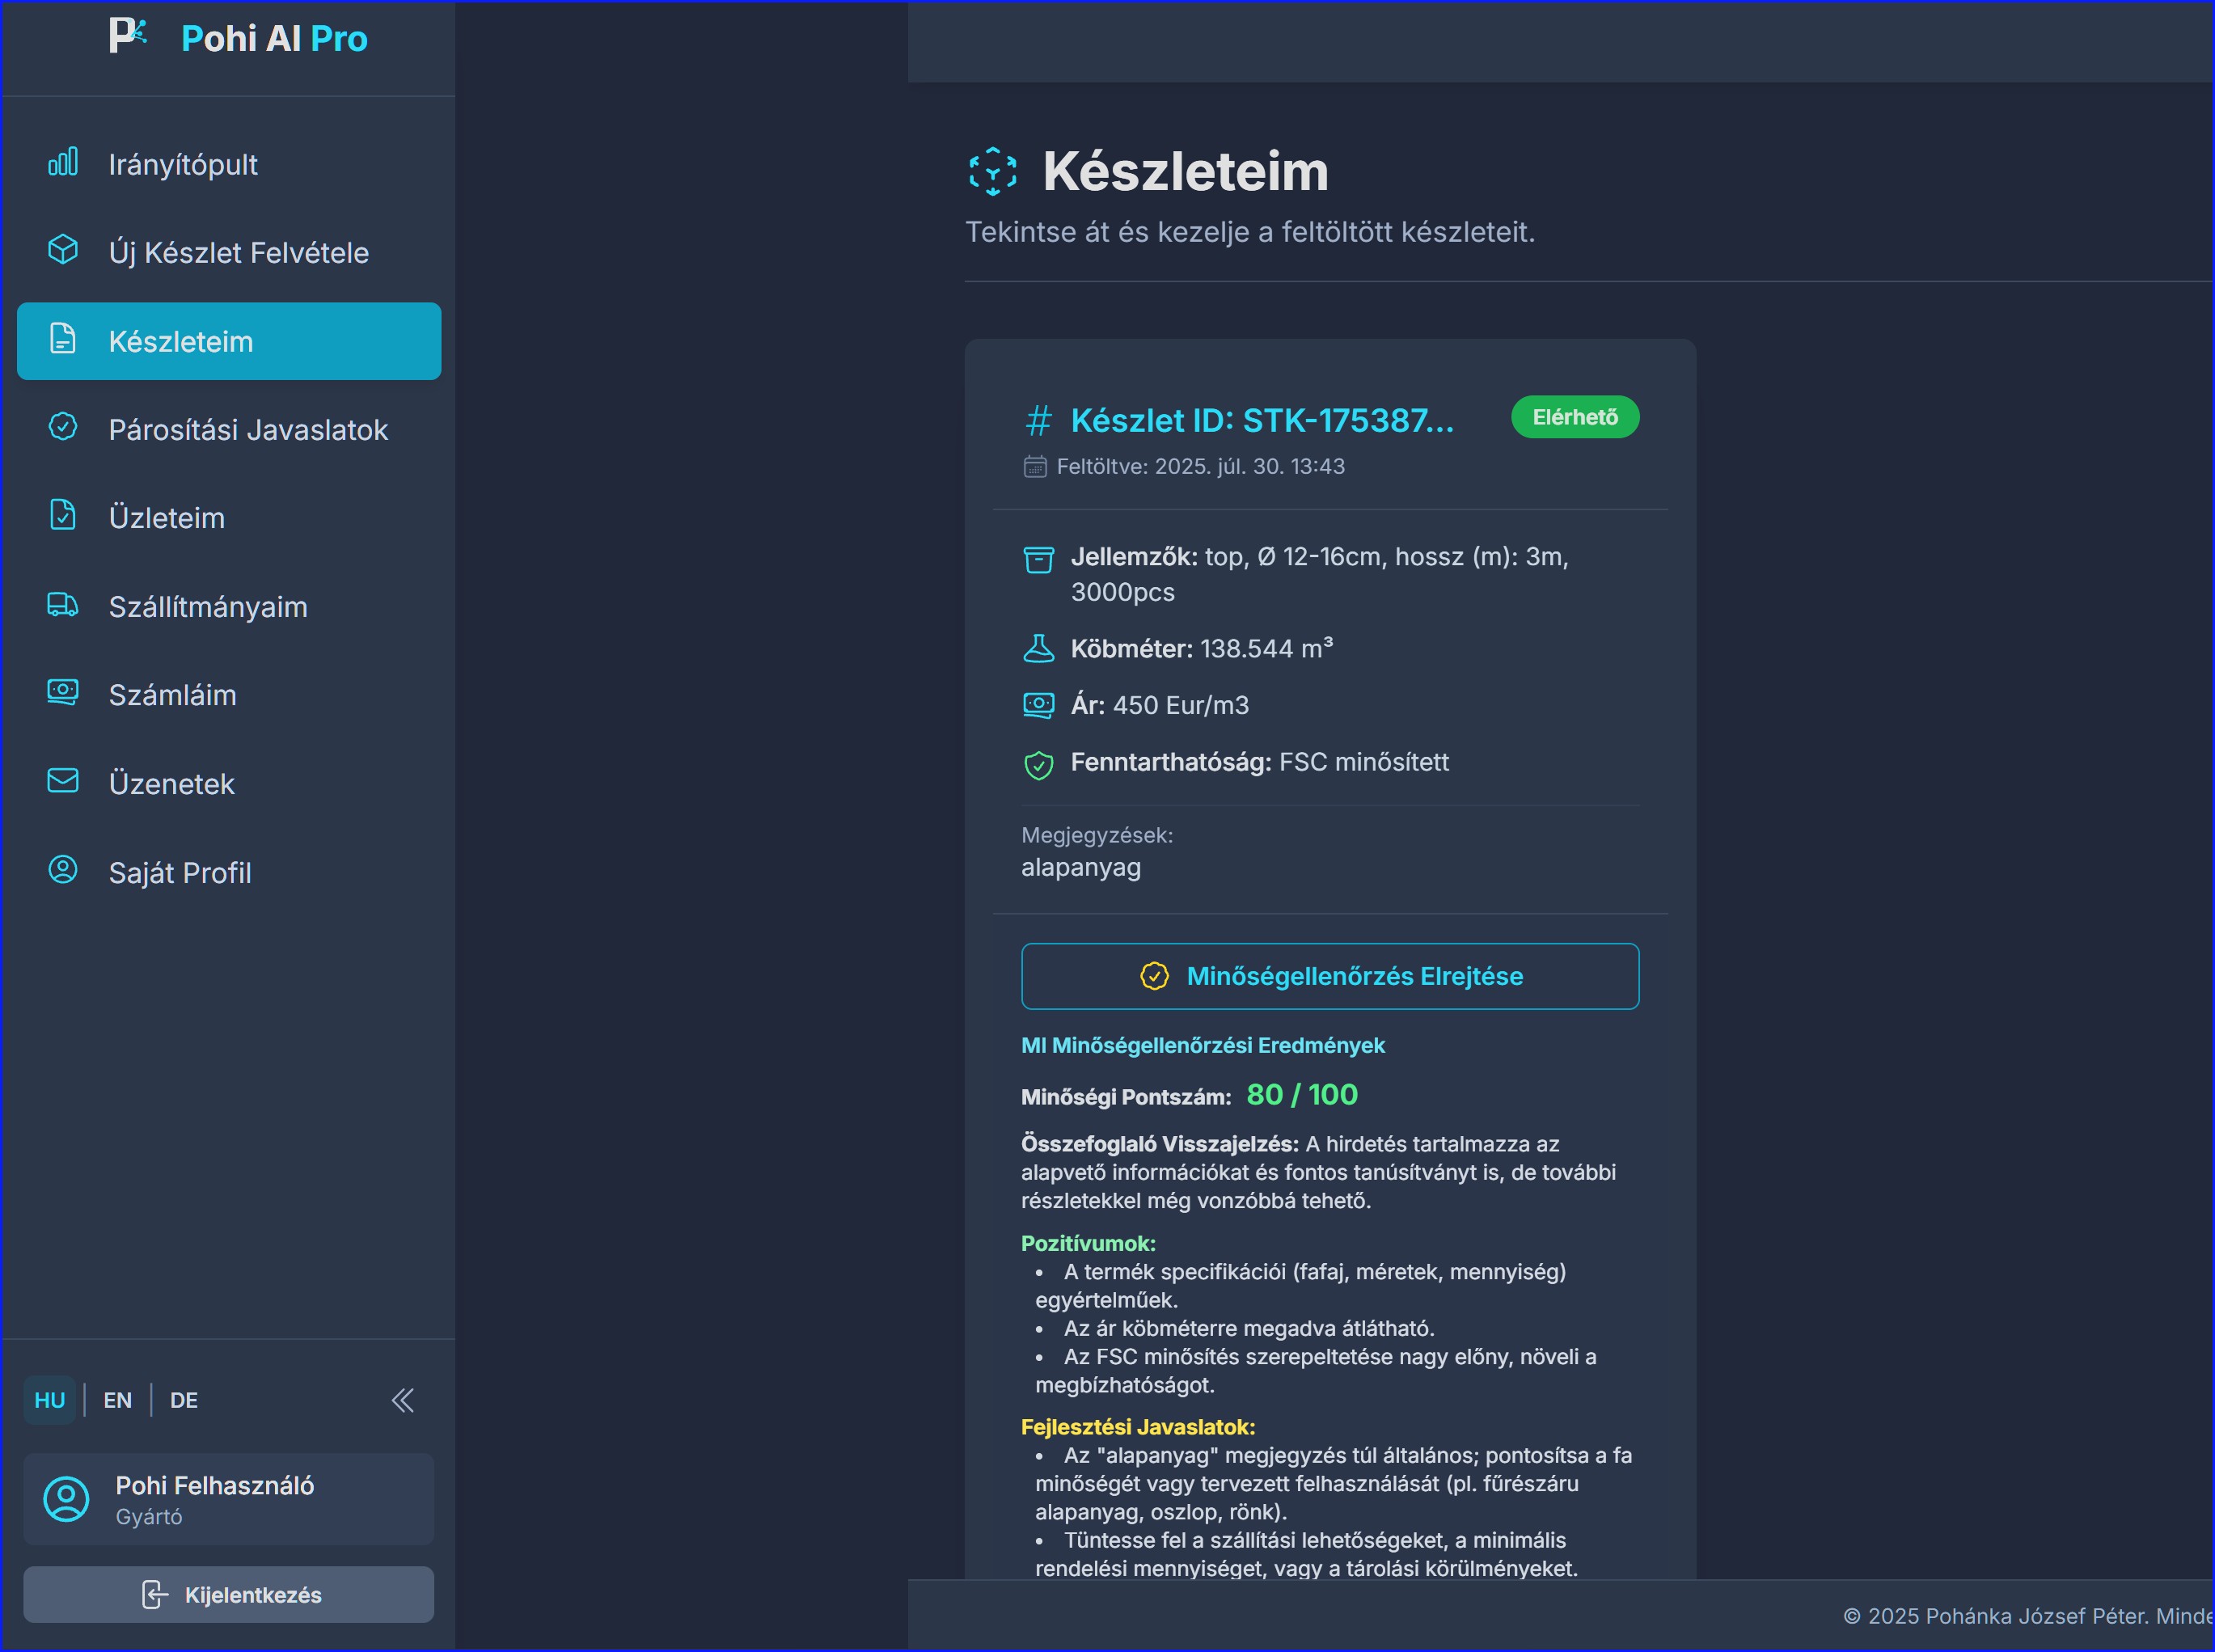 Pohi AI Pro
Irányítópult
Új Készlet Felvétele
Készleteim
Párosítási Javaslatok
Üzleteim
Szállítmányaim
Számláim
Üzenetek
Saját Profil
HU | EN | DE
Pohi Felhasználó
Gyártó
Kijelentkezés
Készleteim
Tekintse át és kezelje a feltöltött készleteit.
# Készlet ID: STK-175387...
Elérhető
Feltöltve: 2025. júl. 30. 13:43
Jellemzők: top, Ø 12-16cm, hossz (m): 3m,
3000pcs
Köbméter: 138.544 m³
Ár: 450 Eur/m3
Fenntarthatóság: FSC minősített
Megjegyzések:
alapanyag
Minőségellenőrzés Elrejtése
MI Minőségellenőrzési Eredmények
Minőségi Pontszám: 80 / 100
Összefoglaló Visszajelzés: A hirdetés tartalmazza az
alapvető információkat és fontos tanúsítványt is, de további
részletekkel még vonzóbbá tehető.
Pozitívumok:
• A termék specifikációi (fafaj, méretek, mennyiség)
egyértelműek.
• Az ár köbméterre megadva átlátható.
• Az FSC minősítés szerepeltetése nagy előny, növeli a
megbízhatóságot.
Fejlesztési Javaslatok:
• Az "alapanyag" megjegyzés túl általános; pontosítsa a fa
minőségét vagy tervezett felhasználását (pl. fűrészáru
alapanyag, oszlop, rönk).
• Tüntesse fel a szállítási lehetőségeket, a minimális
rendelési mennyiséget, vagy a tárolási körülményeket.
© 2025 Pohánka József Péter.